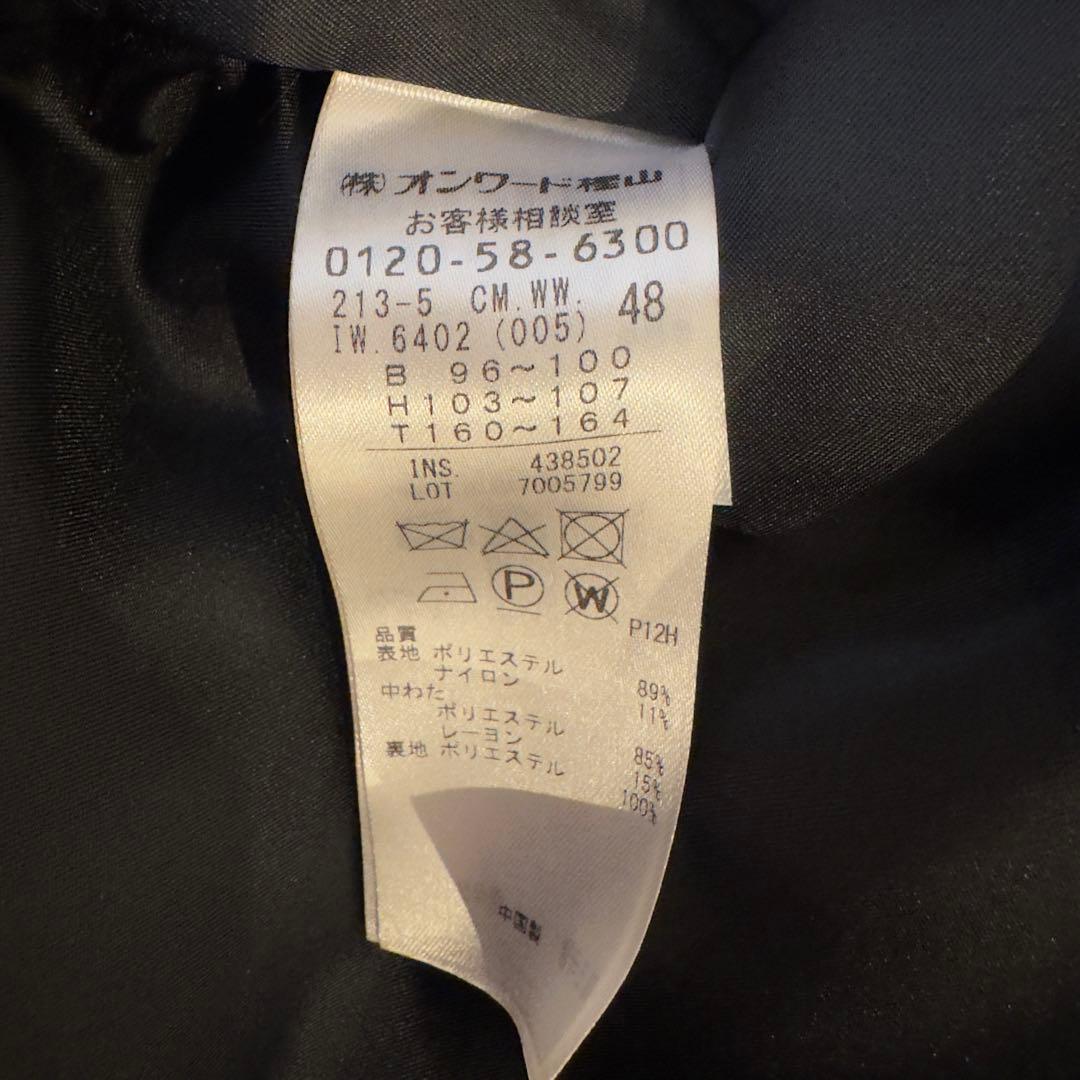 (株)オンワード樫山
お客様相談室
0120-58-6300
213-5 CM.WW. 48
IW.6402 (005)
B 96~100
H103~107
T160~164
INS. 438502
LOT 7005799
P
W
P12H
品質
表地 ポリエステル 89%
ナイロン 11%
中わた
ポリエステル 85%
レーヨン 15%
裏地 ポリエステル 100%
中国製